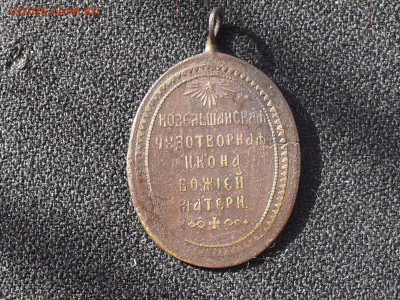 КОЗЕЛЬЩАНСКАЯ
ЧУДОТВОРНАЯ
ИКОНА
БОЖІЕЙ
МАТЕРИ